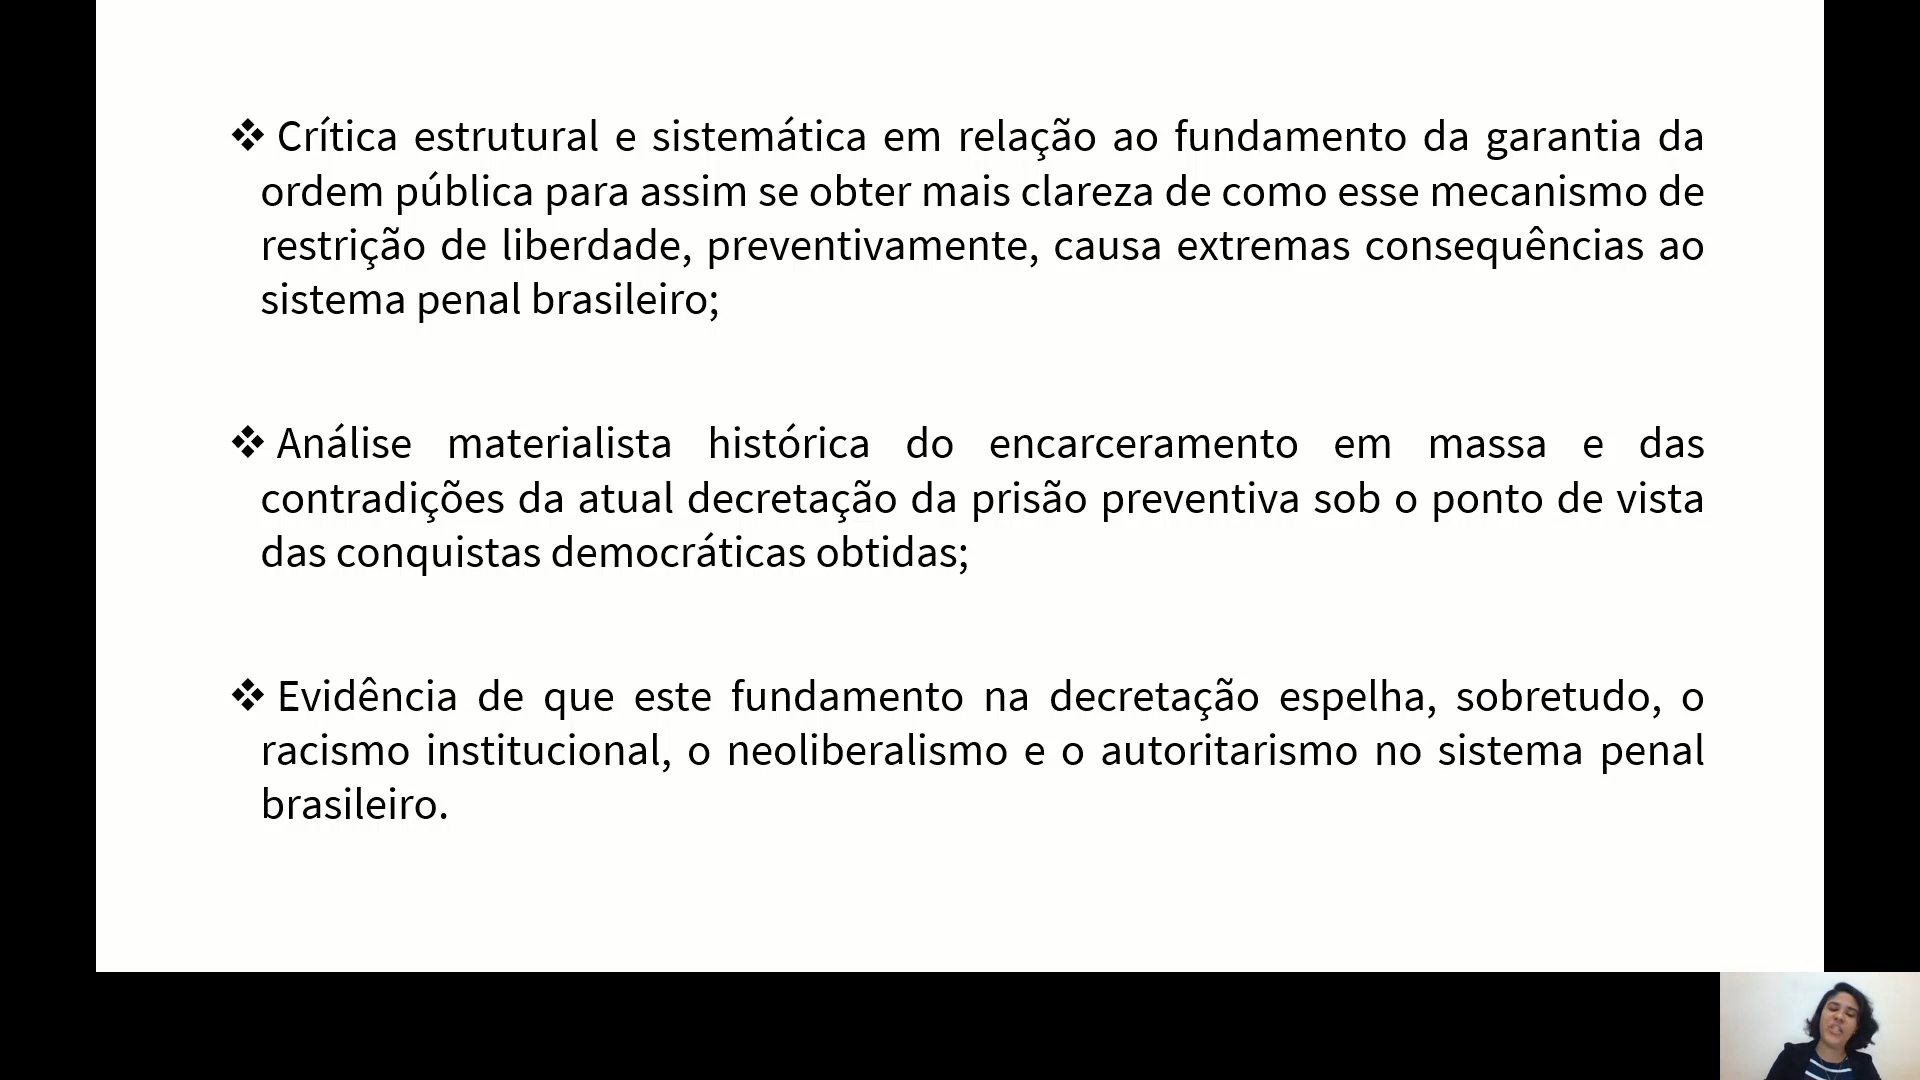 ❖ Crítica estrutural e sistemática em relação ao fundamento da garantia da
ordem pública para assim se obter mais clareza de como esse mecanismo de
restrição de liberdade, preventivamente, causa extremas consequências ao
sistema penal brasileiro;
❖ Análise materialista histórica do encarceramento em massa e das
contradições da atual decretação da prisão preventiva sob o ponto de vista
das conquistas democráticas obtidas;
❖ Evidência de que este fundamento na decretação espelha, sobretudo, o
racismo institucional, o neoliberalismo e o autoritarismo no sistema penal
brasileiro.